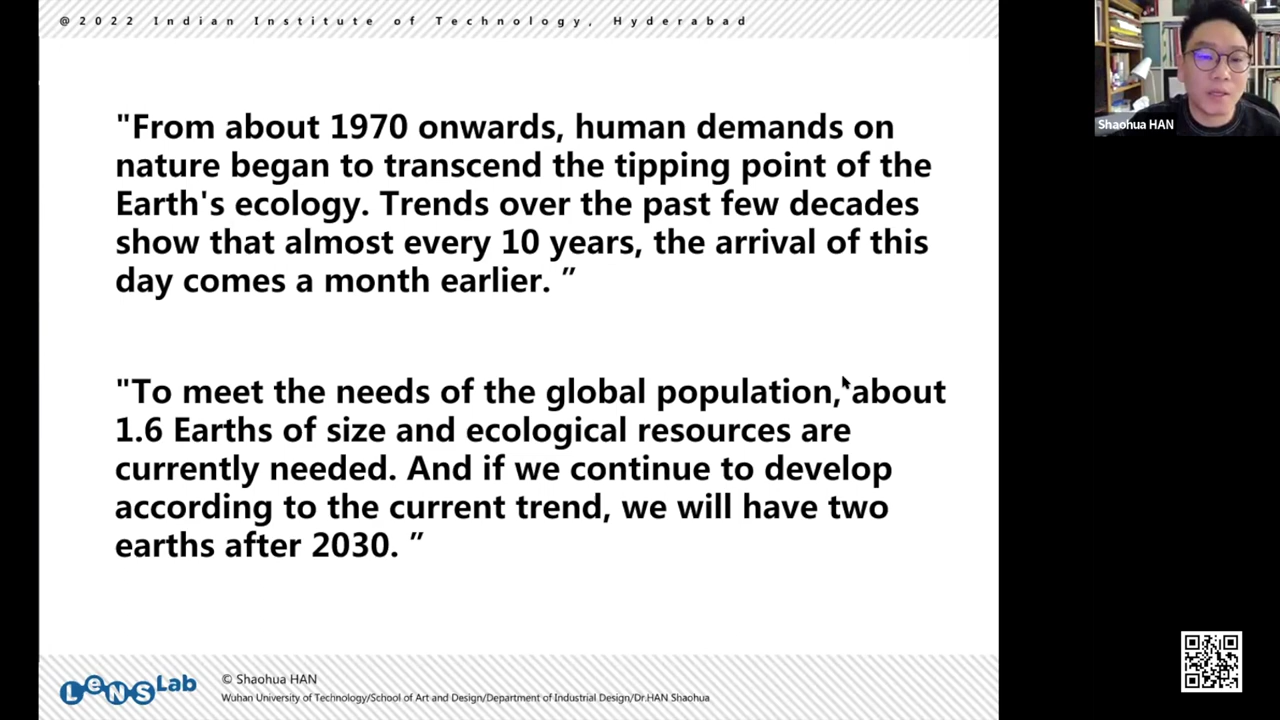 @2022 Indian Institute of Technology, Hyderabad
Shaohua HAN
"From about 1970 onwards, human demands on
nature began to transcend the tipping point of the
Earth's ecology. Trends over the past few decades
show that almost every 10 years, the arrival of this
day comes a month earlier. ”
"To meet the needs of the global population, about
1.6 Earths of size and ecological resources are
currently needed. And if we continue to develop
according to the current trend, we will have two
earths after 2030. ”
LeNS Lab
© Shaohua HAN
Wuhan University of Technology/School of Art and Design/Department of Industrial Design/Dr.HAN Shaohua